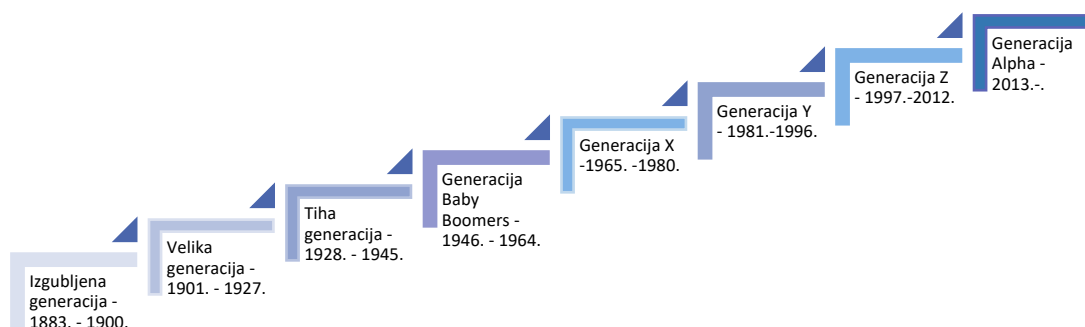 Izgubljena
generacija -
1883. - 1900.
Velika
generacija -
1901. - 1927.
Tiha
generacija -
1928. - 1945.
Generacija
Baby
Boomers -
1946. - 1964.
Generacija X
-1965. -1980.
Generacija Y
- 1981.-1996.
Generacija Z
- 1997.-2012.
Generacija
Alpha -
2013.-.